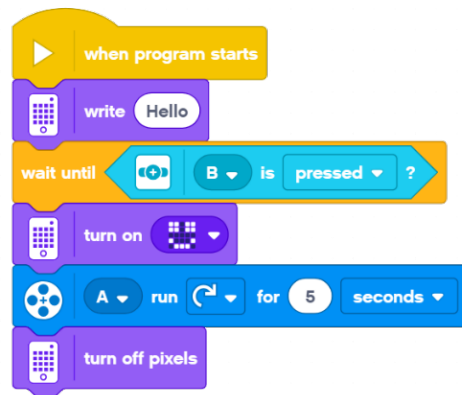 when program starts
write Hello
wait until B is pressed ?
turn on
A run for 5 seconds
turn off pixels